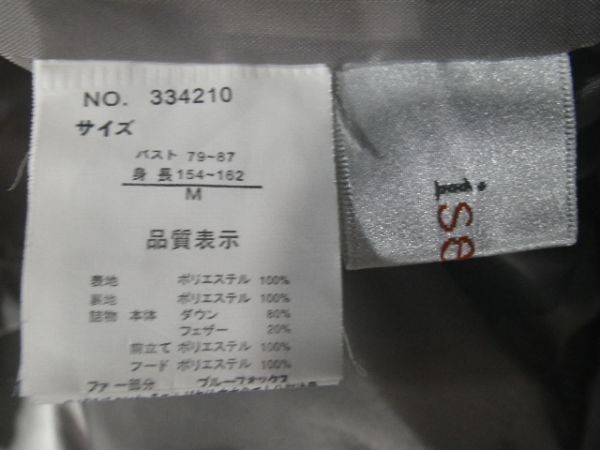 NO. 334210
サイズ
バスト 79~87
身長 154~162
M
品質表示
表地 ポリエステル 100%
裏地 ポリエステル 100%
詰物 本体 ダウン 80%
フェザー 20%
前立て ポリエステル 100%
フード ポリエステル 100%
ファー部分 ブルーフォックス
ise